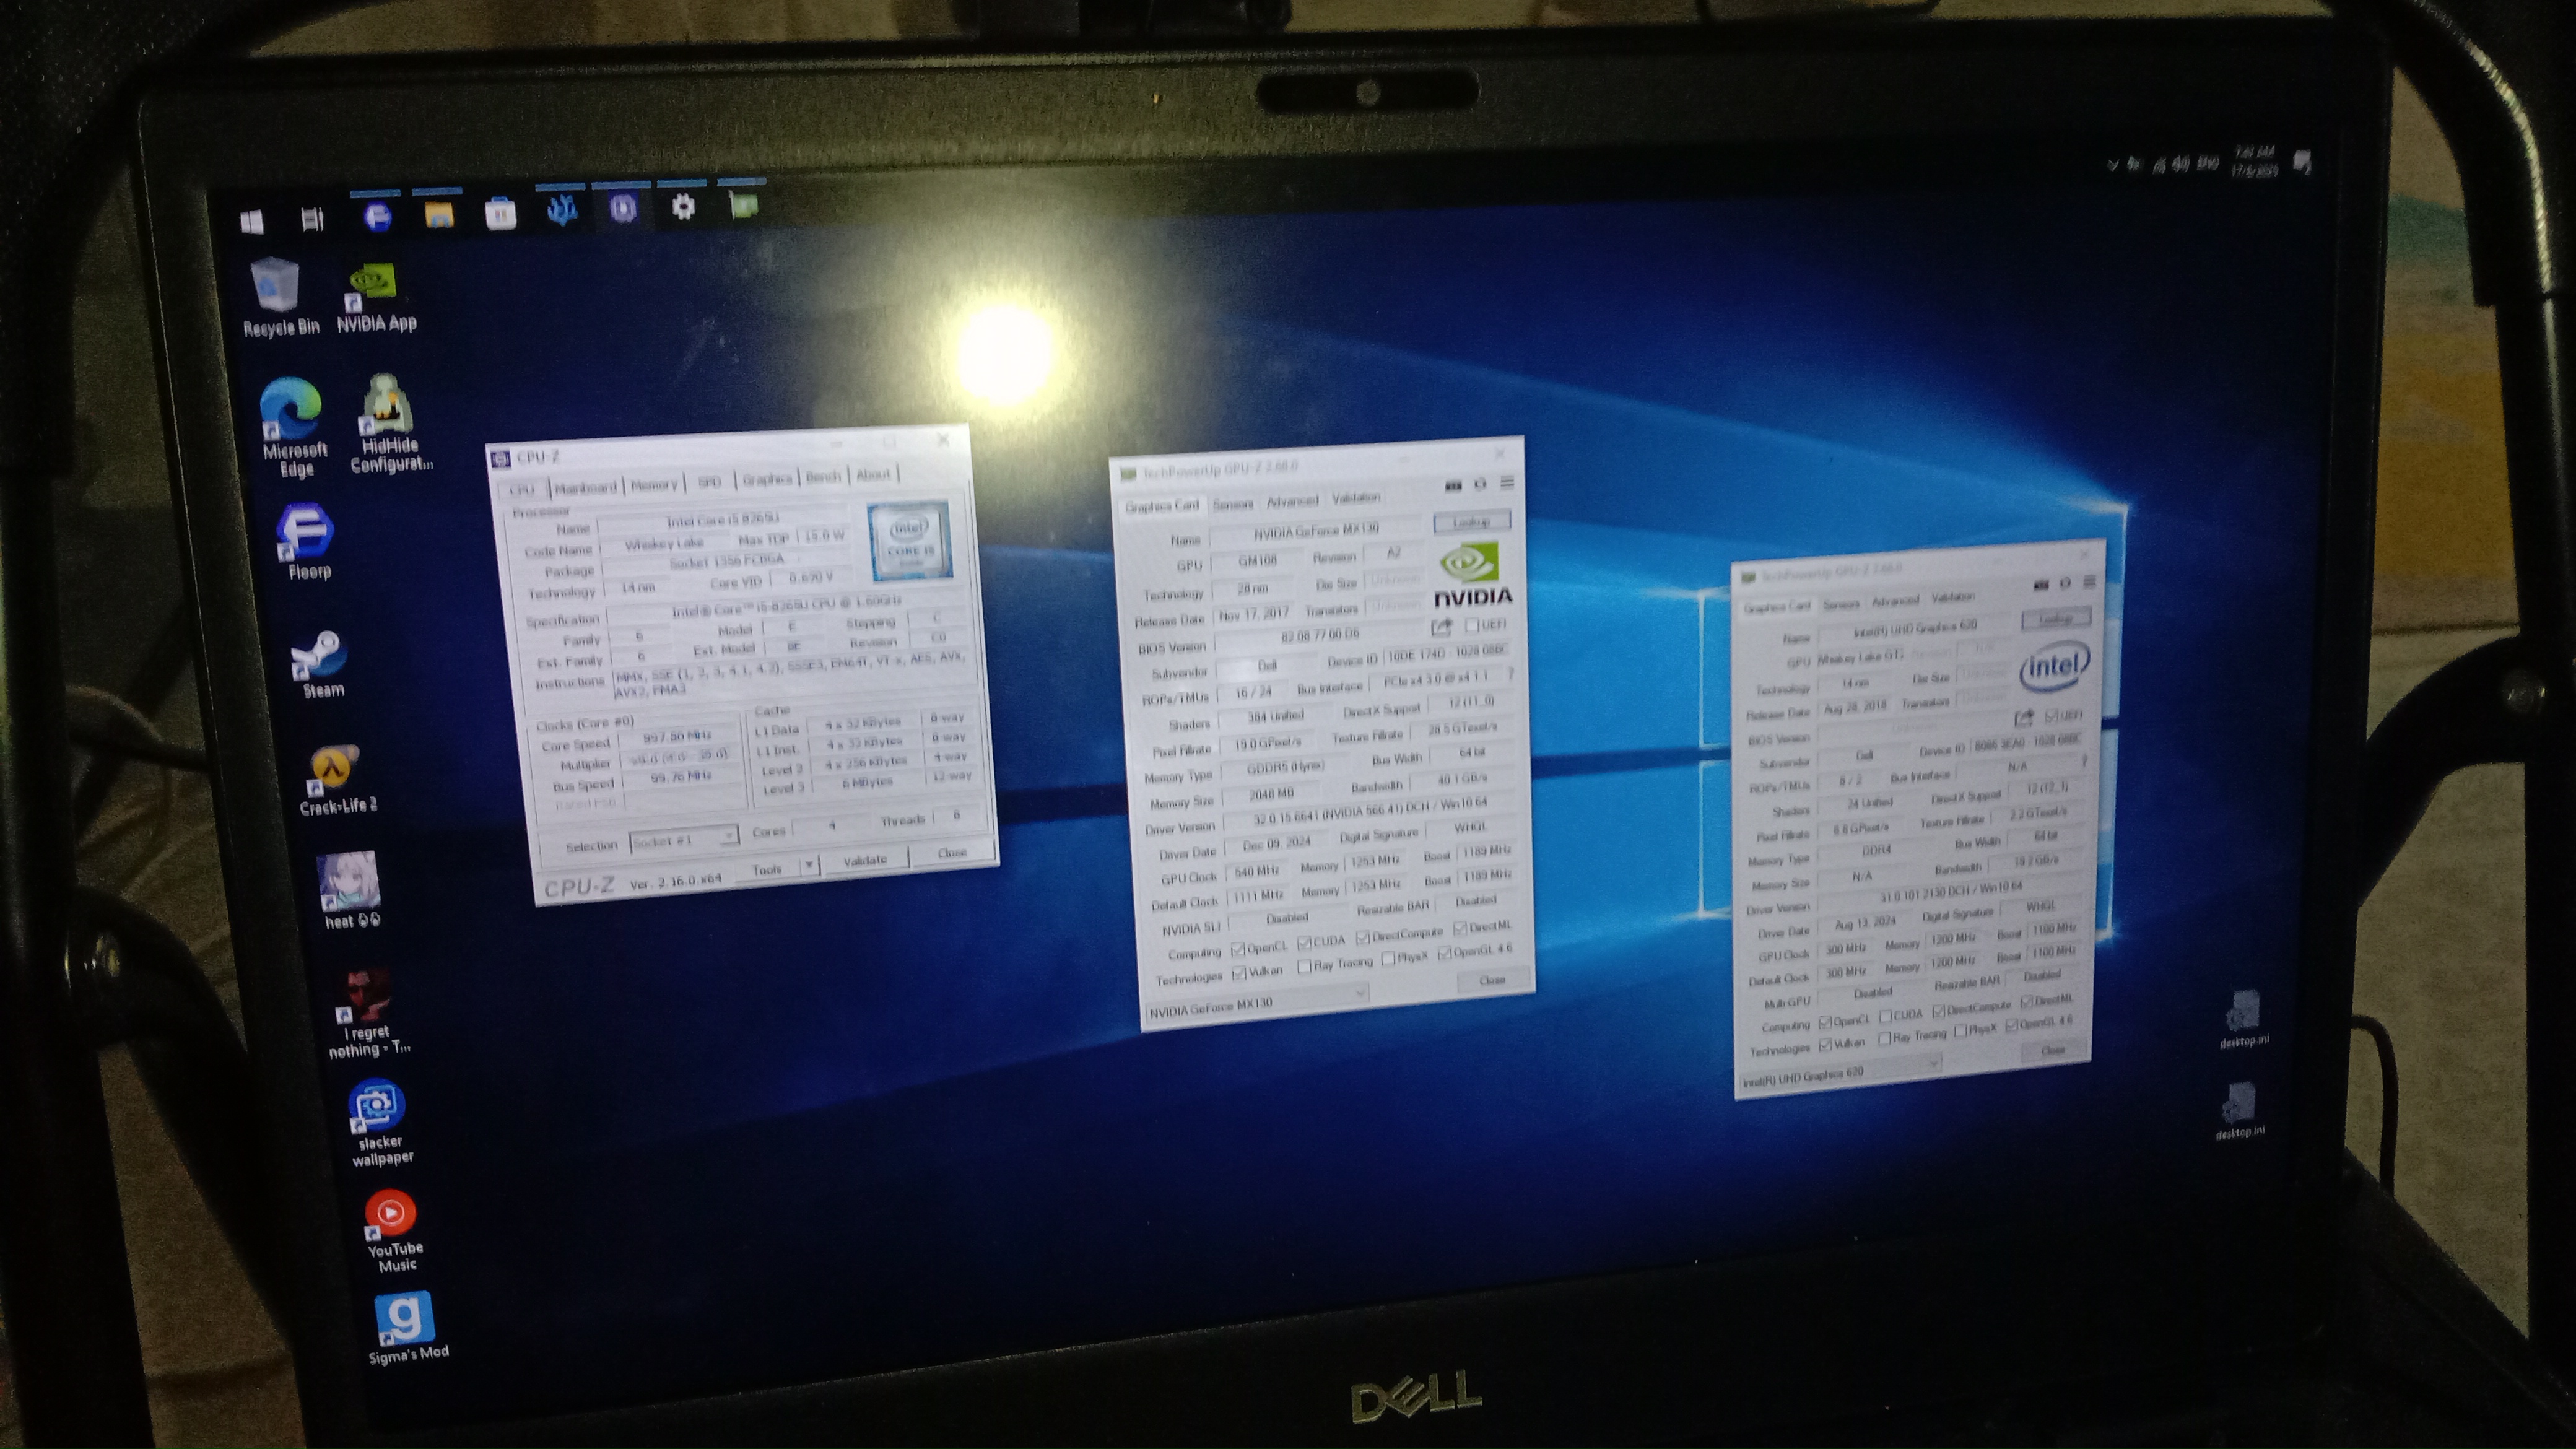 Recycle Bin
NVIDIA App
Microsoft Edge
HidHide Configurat...
Floorp
Steam
Crack-Life 2
heat
I regret nothing - T...
slacker wallpaper
YouTube Music
Sigma's Mod
CPU-Z
CPU Mainboard Memory SPD Graphics Bench About
Processor
Name Intel Core i5 8265U
Code Name Whiskey Lake Max TDP 15.0 W
Package Socket 1356 FCBGA
Technology 14 nm Core VID 0.690 V
intel CORE i5
Specification Intel® Core™ i5-8265U CPU @ 1.60GHz
Family 6 Model E Stepping C
Ext. Family 6 Ext. Model 8E Revision
Instructions MMX, SSE (1, 2, 3, 4.1, 4.2), SSSE3, EM64T, VT-x, AES, AVX,
AVX2, FMA3
Clocks (Core #0)
Core Speed 997.60 MHz
Multiplier
Bus Speed 99.76 MHz
Cache
L1 Data 4 x 32 KBytes 8-way
L1 Inst. 4 x 32 KBytes 8-way
Level 2 4 x 256 KBytes 4-way
Level 3 6 MBytes 12-way
Selection Socket #1 Cores 4 Threads 8
CPU-Z Ver. 2.16.0.x64 Tools Validate Close
TechPowerUp GPU-Z 2.68.0
Graphics Card Sensors Advanced Validation
Name NVIDIA GeForce MX130 Lookup
GPU GM108 Revision A2
Technology 28 nm Die Size Unknown
Release Date Nov 17, 2017 Transistors Unknown
NVIDIA
BIOS Version 82.08.77.00.D6 UEFI
Subvendor Dell Device ID 10DE 174D - 1028 08BC
ROPs/TMUs 16 / 24 Bus Interface PCIe x4 3.0 @ x4 1.1 ?
Shaders 384 Unified DirectX Support 12 (11_0)
Pixel Fillrate 19.0 GPixel/s Texture Fillrate 28.5 GTexel/s
Memory Type GDDR5 (Hynix) Bus Width 64 bit
Memory Size 2048 MB Bandwidth 40.1 GB/s
Driver Version 32.0.15.6641 (NVIDIA 566.41) DCH / Win10 64
Driver Date Dec 09, 2024 Digital Signature WHQL
GPU Clock 540 MHz Memory 1253 MHz Boost 1189 MHz
Default Clock 1111 MHz Memory 1253 MHz Boost 1189 MHz
NVIDIA SLI Disabled Resizable BAR Disabled
Computing OpenCL CUDA DirectCompute DirectML
Technologies Vulkan Ray Tracing PhysX OpenGL 4.6
NVIDIA GeForce MX130 Close
TechPowerUp GPU-Z 2.68.0
Graphics Card Sensors Advanced Validation
Name Intel(R) UHD Graphics 620 Lookup
GPU Whiskey Lake GT2 Revision
Technology 14 nm Die Size
Release Date Aug 28, 2018 Transistors
intel
BIOS Version UEFI
Subvendor Dell Device ID 8086 3EA0 - 1028 08BC
ROPs/TMUs 8 / 2 Bus Interface N/A ?
Shaders 24 Unified DirectX Support 12 (12_1)
Pixel Fillrate 8.8 GPixel/s Texture Fillrate 2.2 GTexel/s
Memory Type DDR4 Bus Width 64 bit
Memory Size N/A Bandwidth 19.2 GB/s
Driver Version 31.0.101.2130 DCH / Win10 64
Driver Date Aug 13, 2024 Digital Signature WHQL
GPU Clock 300 MHz Memory 1200 MHz Boost 1100 MHz
Default Clock 300 MHz Memory 1200 MHz Boost 1100 MHz
Multi GPU Disabled Resizable BAR Disabled
Computing OpenCL CUDA DirectCompute DirectML
Technologies Vulkan Ray Tracing PhysX OpenGL 4.6
Intel(R) UHD Graphics 620 Close
desktop.ini
desktop.ini
DELL